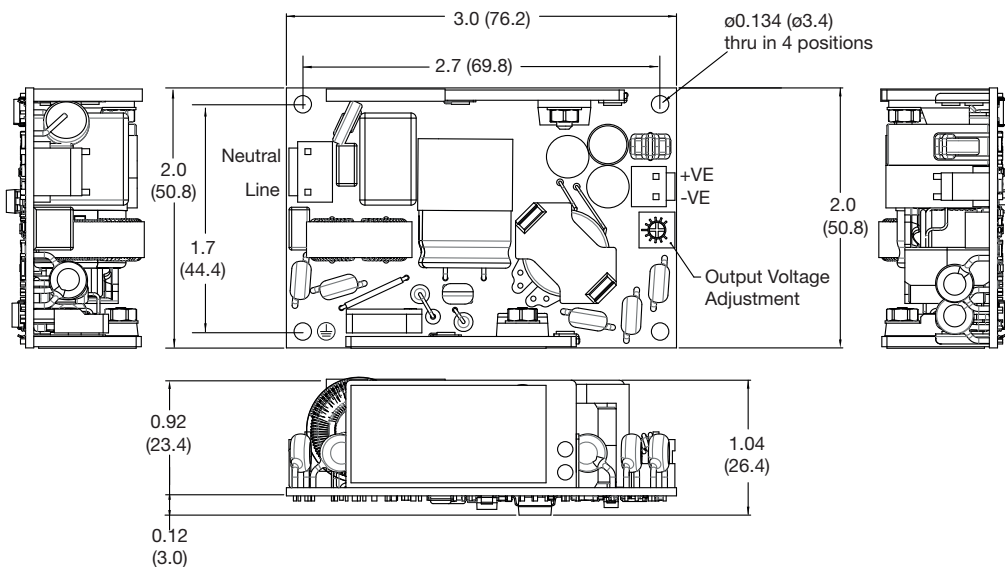 3.0 (76.2)
ø0.134 (ø3.4)
thru in 4 positions
2.7 (69.8)
Neutral
Line
2.0
(50.8)
1.7
(44.4)
+VE
-VE
2.0
(50.8)
Output Voltage
Adjustment
0.92
(23.4)
1.04
(26.4)
0.12
(3.0)